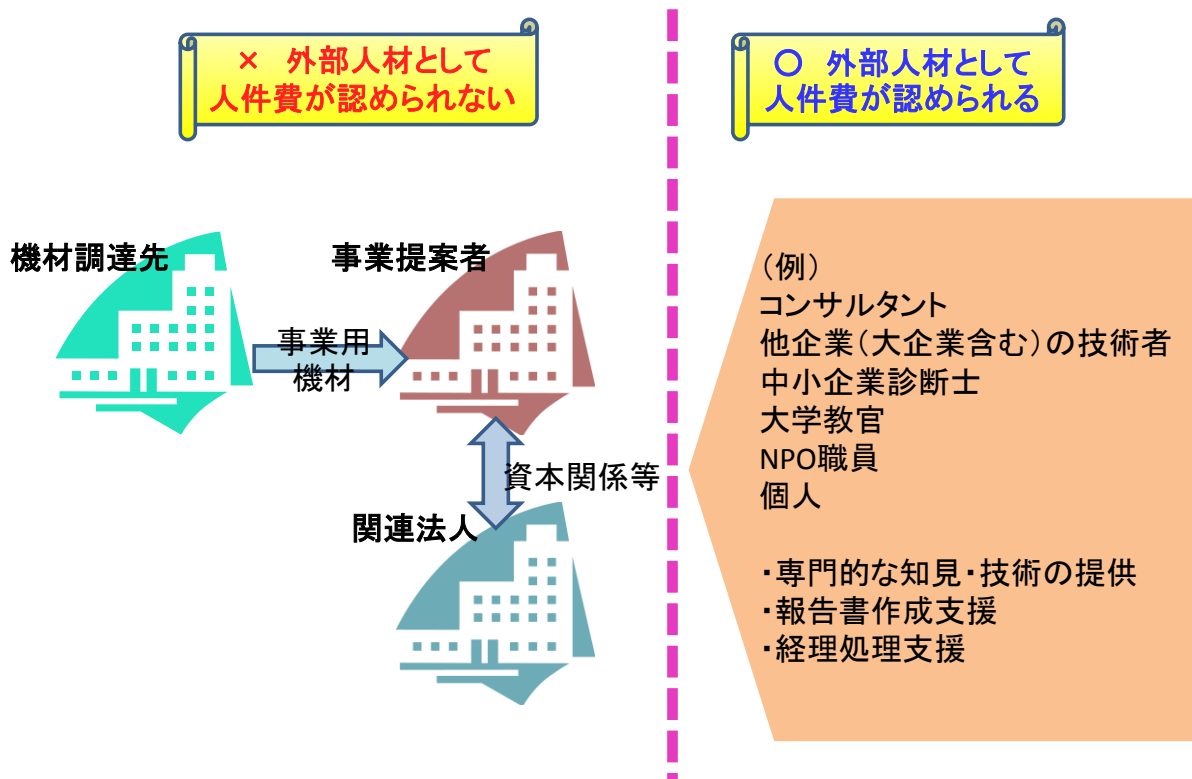 × 外部人材として
人件費が認められない
○ 外部人材として
人件費が認められる
機材調達先
事業提案者
事業用
機材
資本関係等
関連法人
（例）
コンサルタント
他企業（大企業含む）の技術者
中小企業診断士
大学教官
NPO職員
個人
・専門的な知見・技術の提供
・報告書作成支援
・経理処理支援